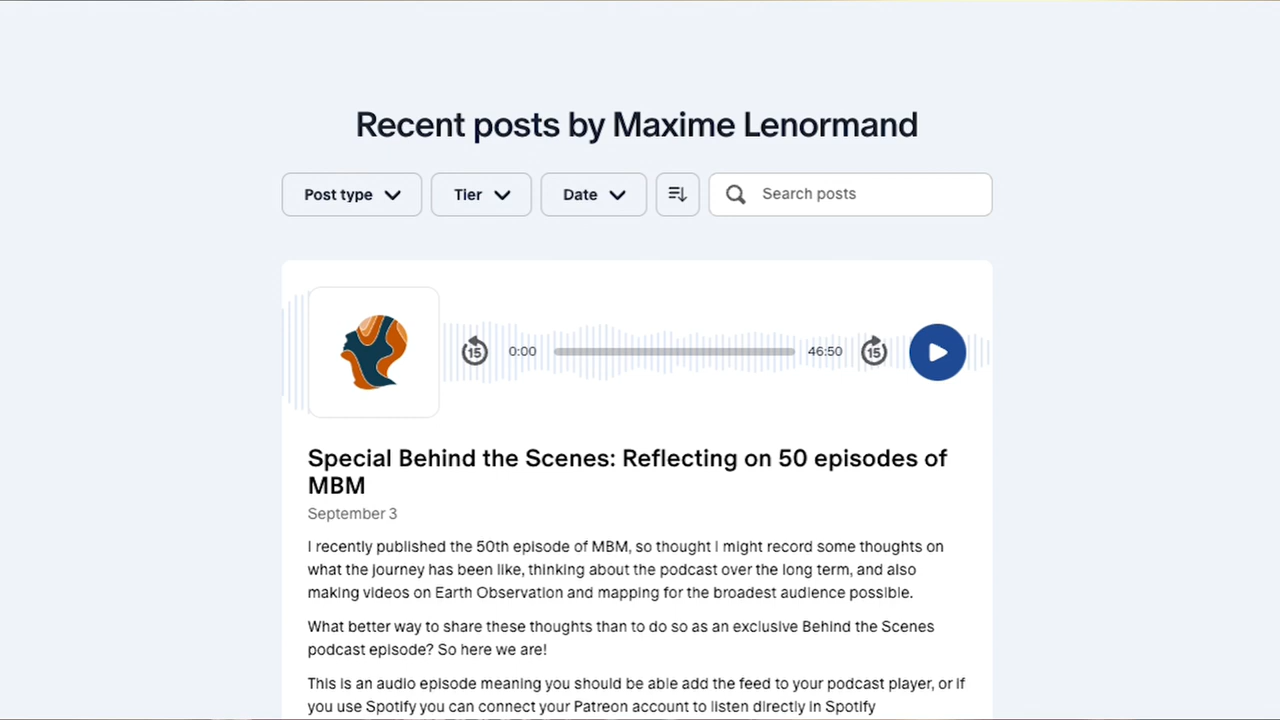 Recent posts by Maxime Lenormand
Post type
Tier
Date
Search posts
15
0:00
46:50
15
Special Behind the Scenes: Reflecting on 50 episodes of
MBM
September 3
I recently published the 50th episode of MBM, so thought I might record some thoughts on
what the journey has been like, thinking about the podcast over the long term, and also
making videos on Earth Observation and mapping for the broadest audience possible.
What better way to share these thoughts than to do so as an exclusive Behind the Scenes
podcast episode? So here we are!
This is an audio episode meaning you should be able add the feed to your podcast player, or if
you use Spotify you can connect your Patreon account to listen directly in Spotify